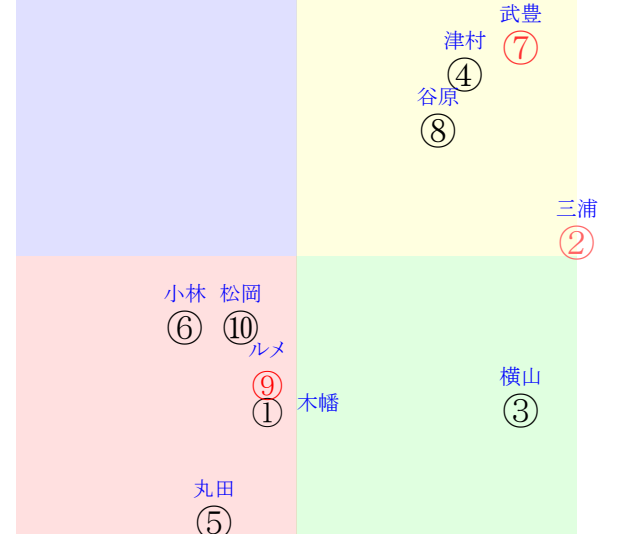 武豊
⑦
津村
④
谷原
⑧
三浦
②
小林
⑥
松岡
⑩
ルメ
⑨
①
木幡
横山
③
丸田
⑤